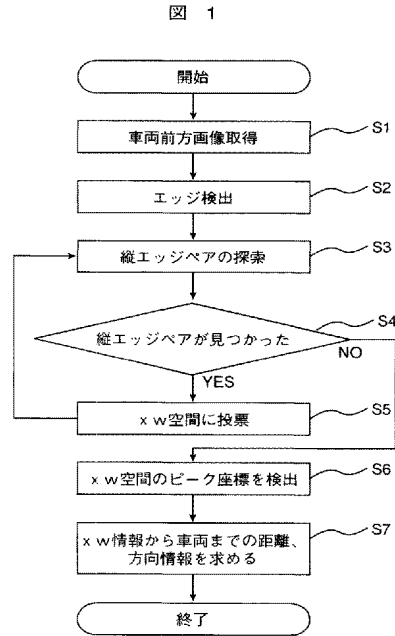 図 1
開始
車両前方画像取得
S1
エッジ検出
S2
縦エッジペアの探索
S3
縦エッジペアが見つかった
S4
NO
YES
xw空間に投票
S5
xw空間のピーク座標を検出
S6
xw情報から車両までの距離、
方向情報を求める
S7
終了